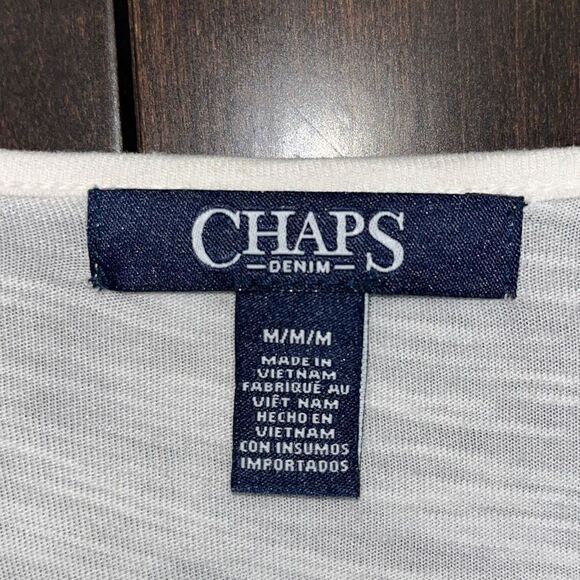 CHAPS
DENIM
M/M/M
MADE IN
VIETNAM
FABRIQUÉ AU
VIÊT NAM
HECHO EN
VIETNAM
CON INSUMOS
IMPORTADOS